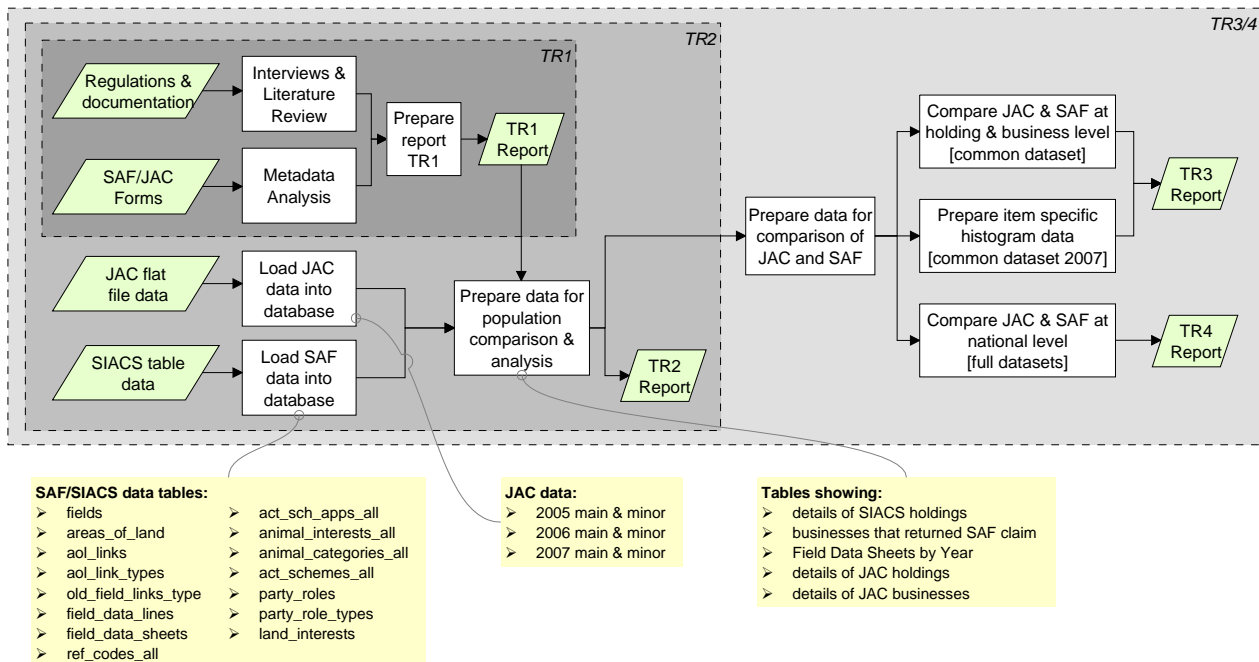 TR3/4
TR2
TR1
Regulations &
documentation
Interviews &
Literature
Review
SAF/JAC
Forms
Metadata
Analysis
Prepare
report
TR1
TR1
Report
JAC flat
file data
Load JAC
data into
database
SIACS table
data
Load SAF
data into
database
Prepare data for
population
comparison &
analysis
TR2
Report
Prepare data for
comparison of
JAC and SAF
Compare JAC & SAF at
holding & business level
[common dataset]
Prepare item specific
histogram data
[common dataset 2007]
Compare JAC & SAF at
national level
[full datasets]
TR3
Report
TR4
Report
SAF/SIACS data tables:
➢ fields
➢ areas_of_land
➢ aol_links
➢ aol_link_types
➢ old_field_links_type
➢ field_data_lines
➢ field_data_sheets
➢ ref_codes_all
➢ act_sch_apps_all
➢ animal_interests_all
➢ animal_categories_all
➢ act_schemes_all
➢ party_roles
➢ party_role_types
➢ land_interests
JAC data:
➢ 2005 main & minor
➢ 2006 main & minor
➢ 2007 main & minor
Tables showing:
➢ details of SIACS holdings
➢ businesses that returned SAF claim
➢ Field Data Sheets by Year
➢ details of JAC holdings
➢ details of JAC businesses